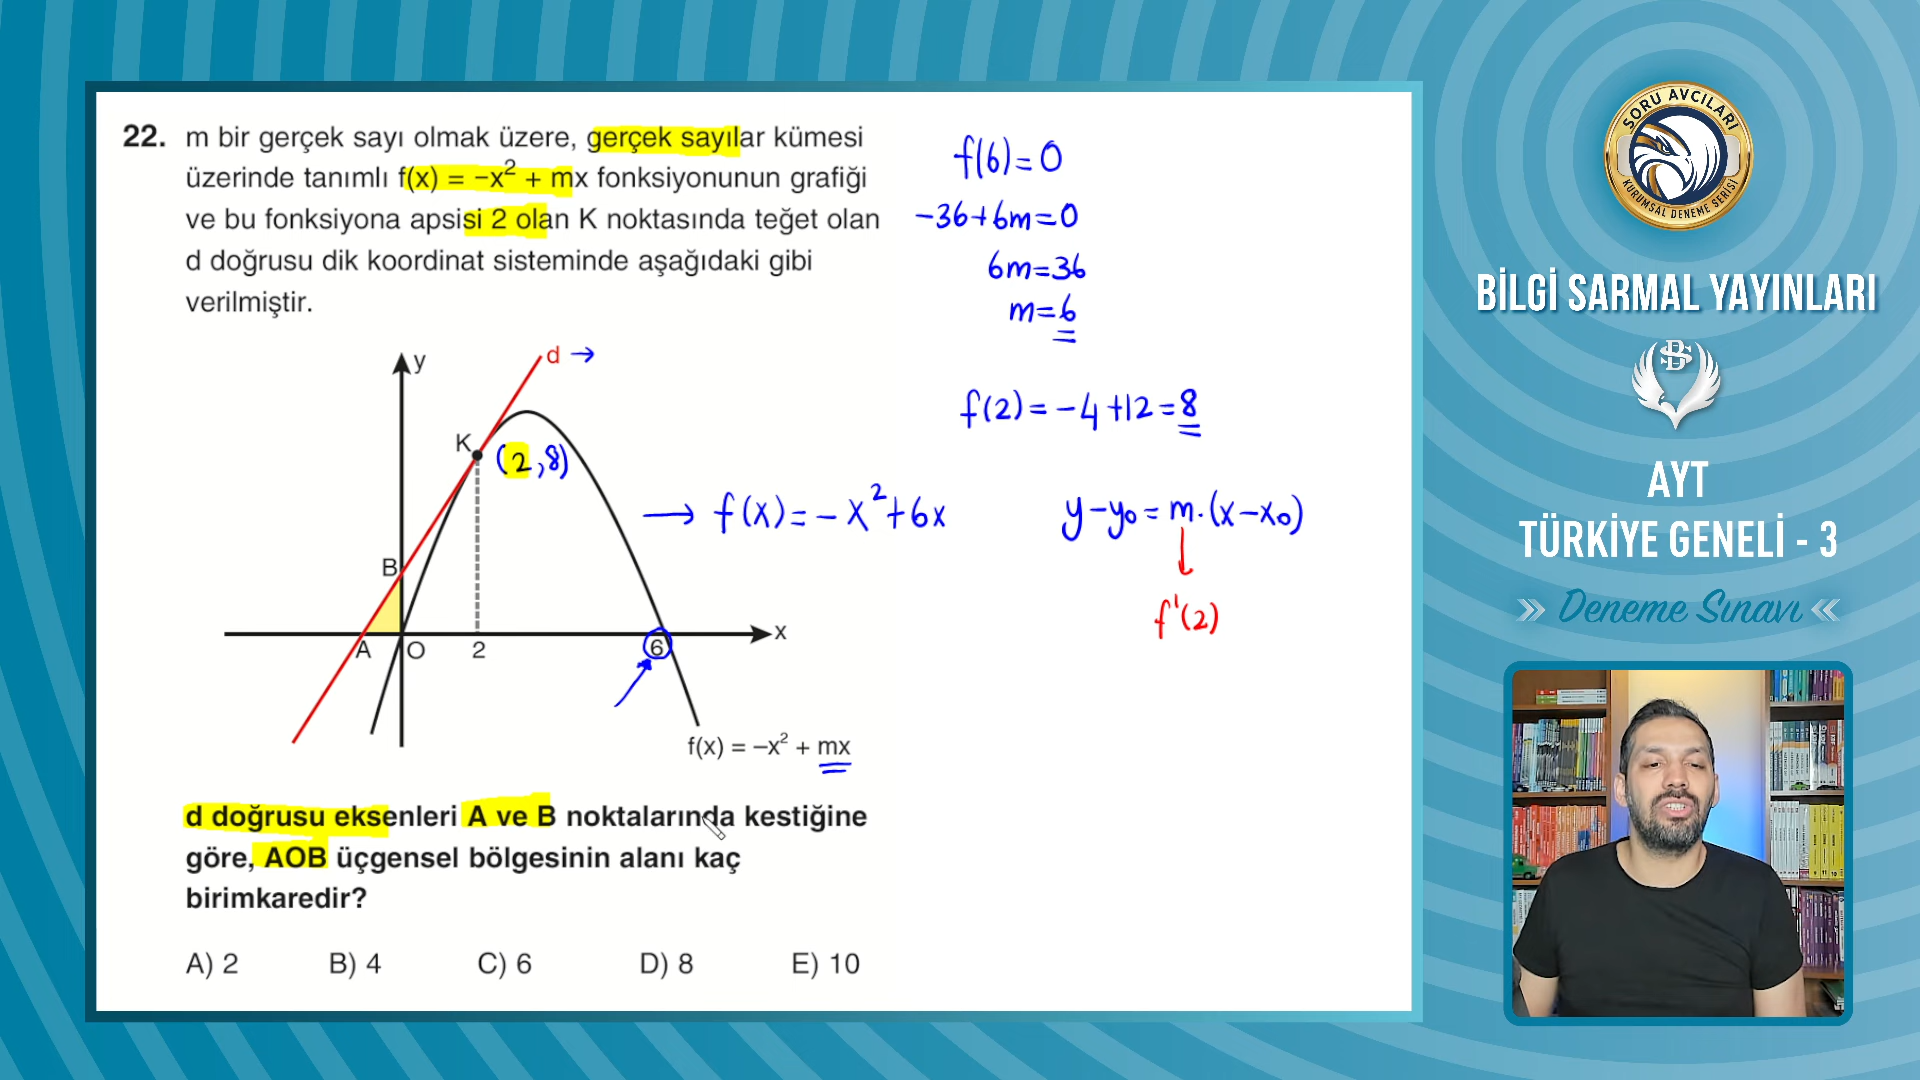 22. m bir gerçek sayı olmak üzere, gerçek sayılar kümesi
üzerinde tanımlı f(x) = −x² + mx fonksiyonunun grafiği
ve bu fonksiyona apsisi 2 olan K noktasında teğet olan
d doğrusu dik koordinat sisteminde aşağıdaki gibi
verilmiştir.
y
d →
K
(2,8)
B
A
O
2
6
x
f(x) = −x² + mx
d doğrusu eksenleri A ve B noktalarında kestiğine
göre, AOB üçgensel bölgesinin alanı kaç
birimkaredir?
A) 2 B) 4 C) 6 D) 8 E) 10
f(6)=0
-36+6m=0
6m=36
m=6
f(2)=-4+12=8
→ f(x)=-x²+6x
y-y₀=m.(x-x₀)
f'(2)
SORU AVCILARI
KURUMSAL DENEME SERİSİ
BİLGİ SARMAL YAYINLARI
BS
AYT
TÜRKİYE GENELİ - 3
Deneme Sınavı